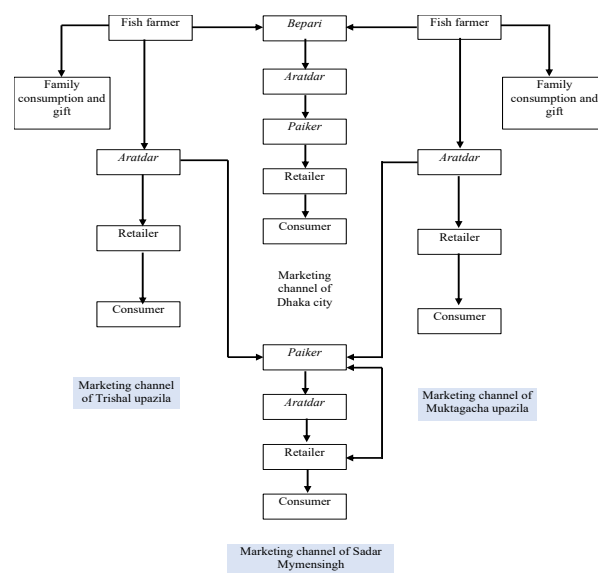 Fish farmer
Bepari
Fish farmer
Family
consumption and
gift
Aratdar
Family
consumption and
gift
Paiker
Aratdar
Aratdar
Retailer
Retailer
Consumer
Retailer
Consumer
Marketing
channel of
Dhaka city
Consumer
Paiker
Marketing channel
of Trishal upazila
Aratdar
Marketing channel of
Muktagacha upazila
Retailer
Consumer
Marketing channel of Sadar
Mymensingh